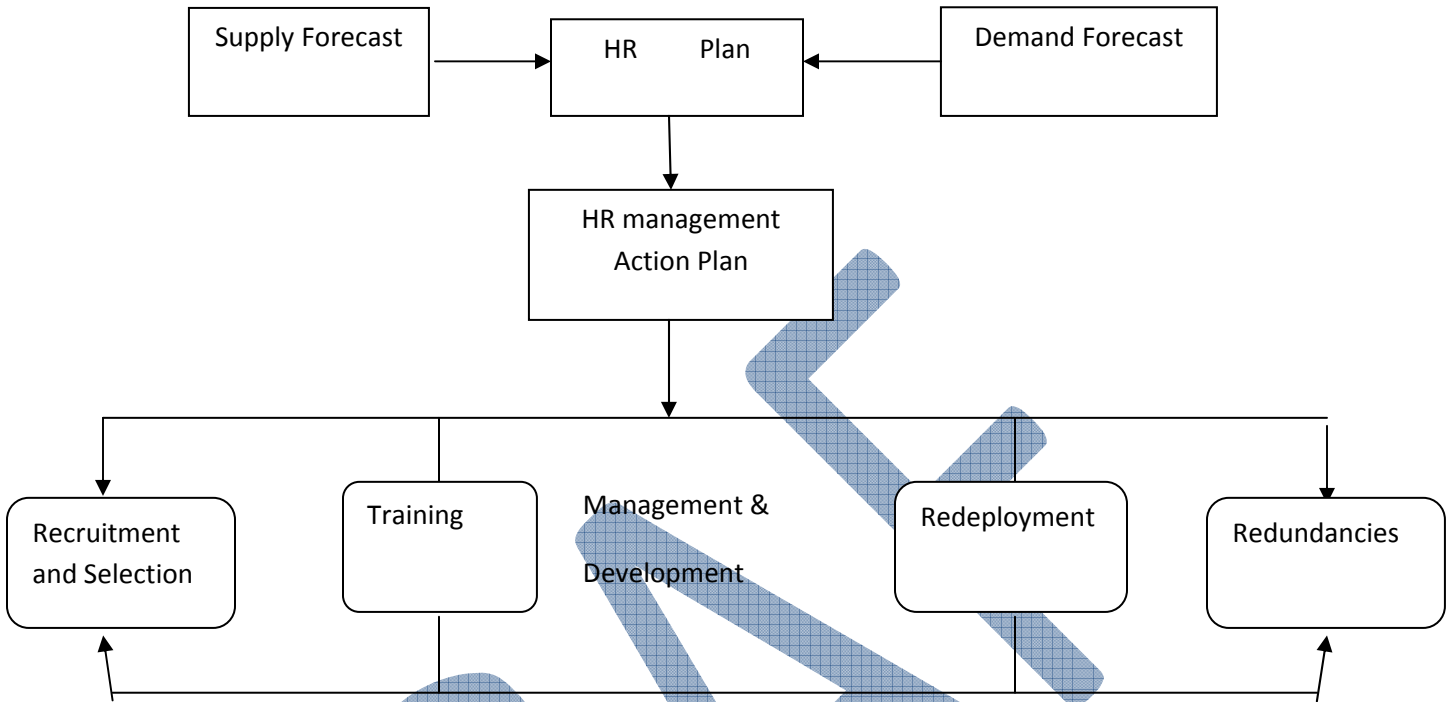 Supply Forecast
HR Plan
Demand Forecast
HR management
Action Plan
Recruitment
and Selection
Training
Management &
Development
Redeployment
Redundancies